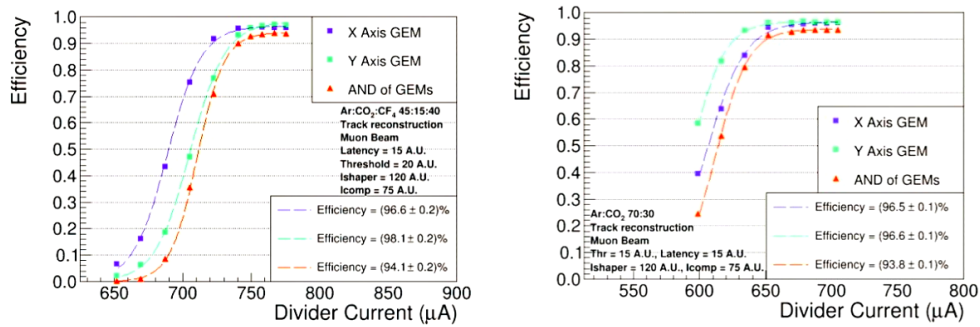 Efficiency
1.0
0.9
0.8
0.7
0.6
0.5
0.4
0.3
0.2
0.1
0.0
X Axis GEM
Y Axis GEM
AND of GEMs
Ar:CO2:CF4 45:15:40
Track reconstruction
Muon Beam
Latency = 15 A.U.
Threshold = 20 A.U.
Ishaper = 120 A.U.
Icomp = 75 A.U.
Efficiency = (96.6 ± 0.2)%
Efficiency = (98.1 ± 0.2)%
Efficiency = (94.1 ± 0.2)%
650 700 750 800 850 900
Divider Current (μA)
Efficiency
1.0
0.9
0.8
0.7
0.6
0.5
0.4
0.3
0.2
0.1
0.0
X Axis GEM
Y Axis GEM
AND of GEMs
Ar:CO2 70:30
Track reconstruction
Muon Beam
Thr = 15 A.U., Latency = 15 A.U.
Ishaper = 120 A.U., Icomp = 75 A.U.
Efficiency = (96.5 ± 0.1)%
Efficiency = (96.6 ± 0.1)%
Efficiency = (93.8 ± 0.1)%
550 600 650 700 750 800
Divider Current (μA)